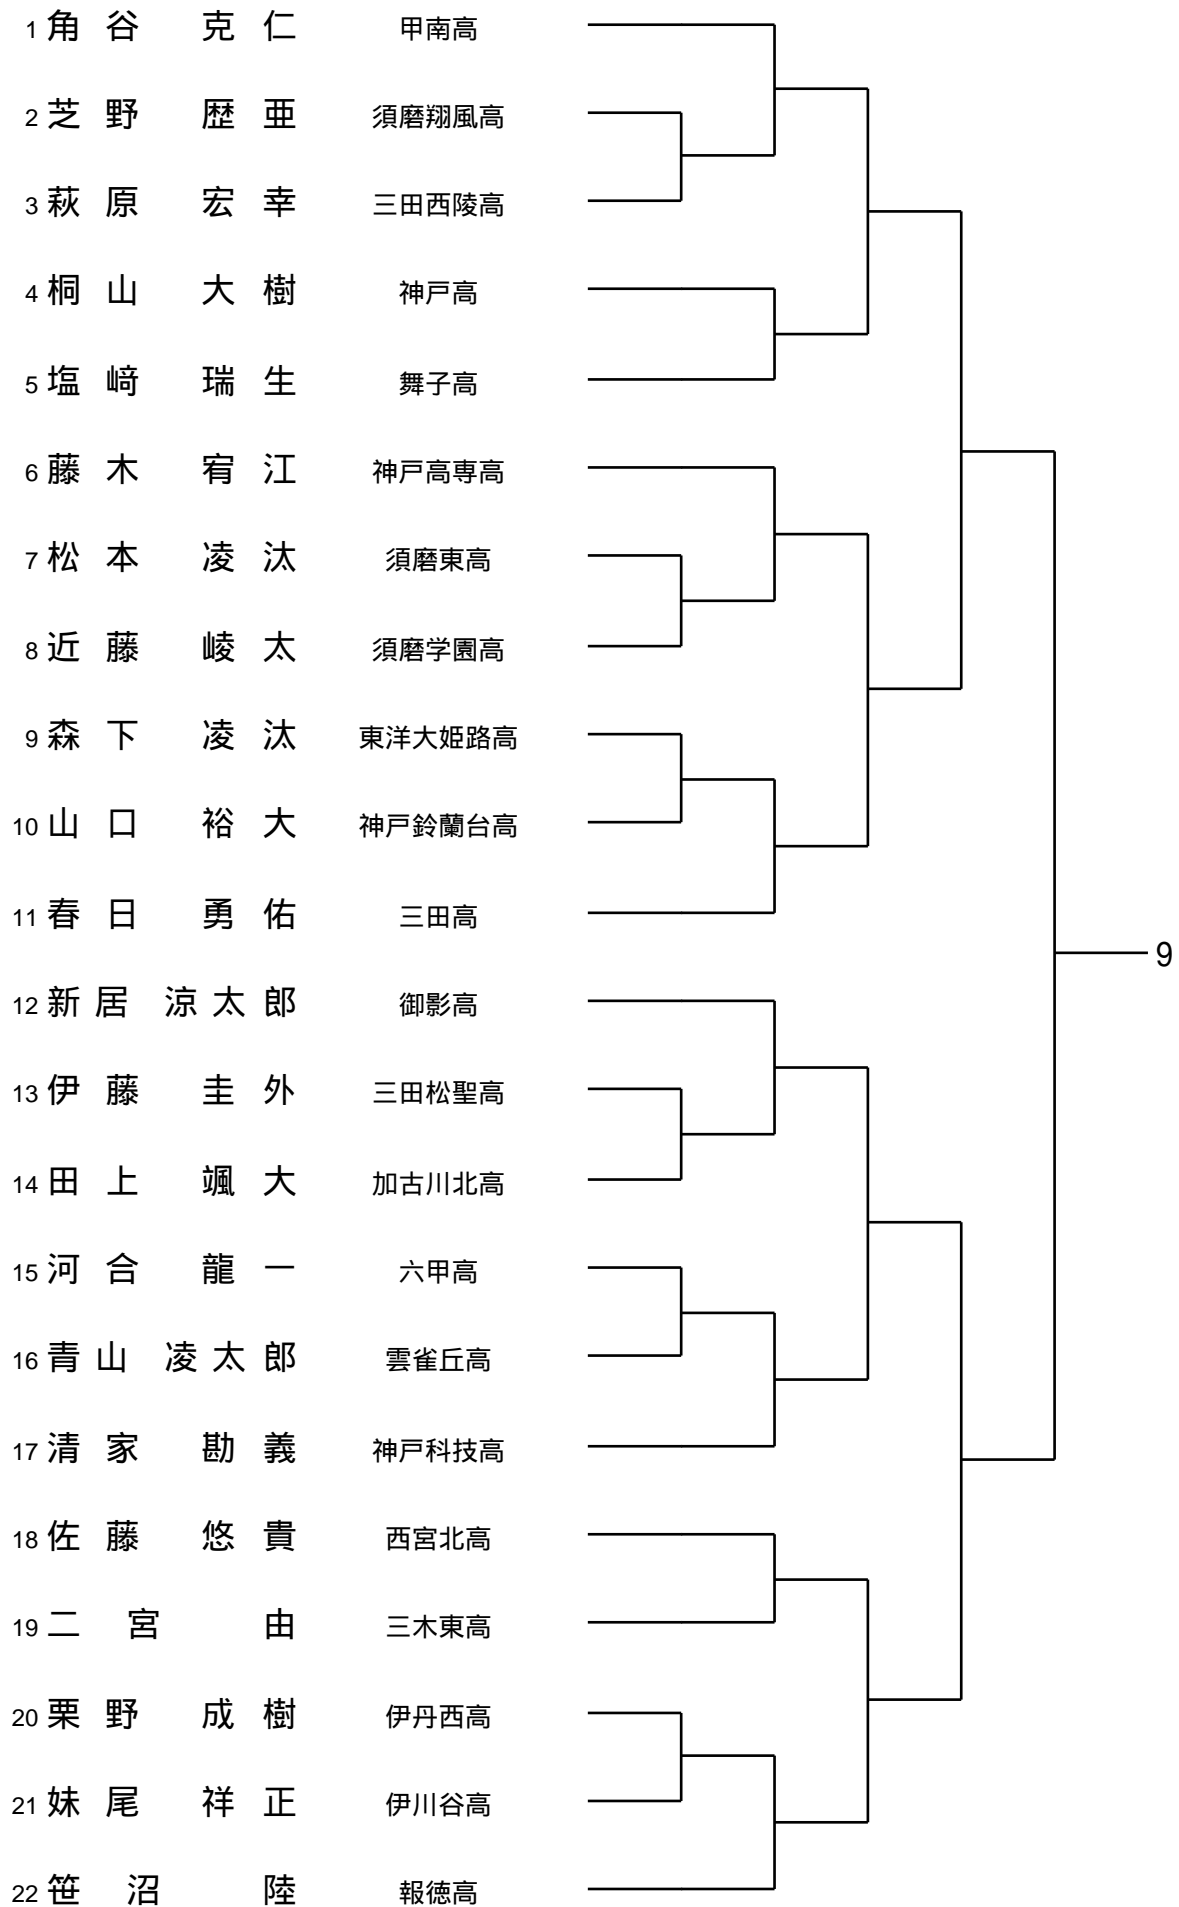 1 角谷 克仁 甲南高
2 芝野 歴亜 須磨翔風高
3 萩原 宏幸 三田西陵高
4 桐山 大樹 神戸高
5 塩﨑 瑞生 舞子高
6 藤木 宥江 神戸高専高
7 松本 凌汰 須磨東高
8 近藤 崚太 須磨学園高
9 森下 凌汰 東洋大姫路高
10 山口 裕大 神戸鈴蘭台高
11 春日 勇佑 三田高
9
12 新居 涼太郎 御影高
13 伊藤 圭外 三田松聖高
14 田上 颯大 加古川北高
15 河合 龍一 六甲高
16 青山 凌太郎 雲雀丘高
17 清家 勘義 神戸科技高
18 佐藤 悠貴 西宮北高
19 二宮 由 三木東高
20 栗野 成樹 伊丹西高
21 妹尾 祥正 伊川谷高
22 笹沼 陸 報徳高